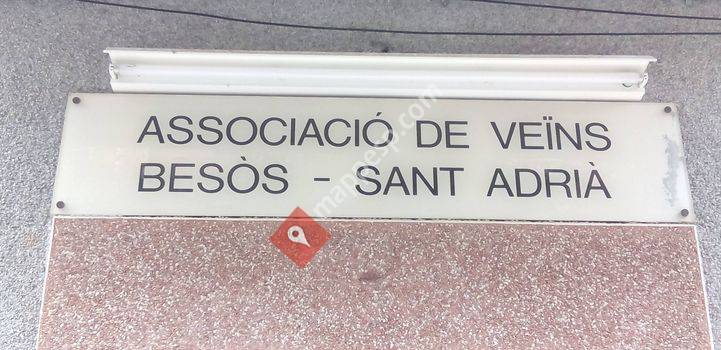 ASSOCIACIÓ DE VEÏNS
BESÒS - SANT ADRIÀ